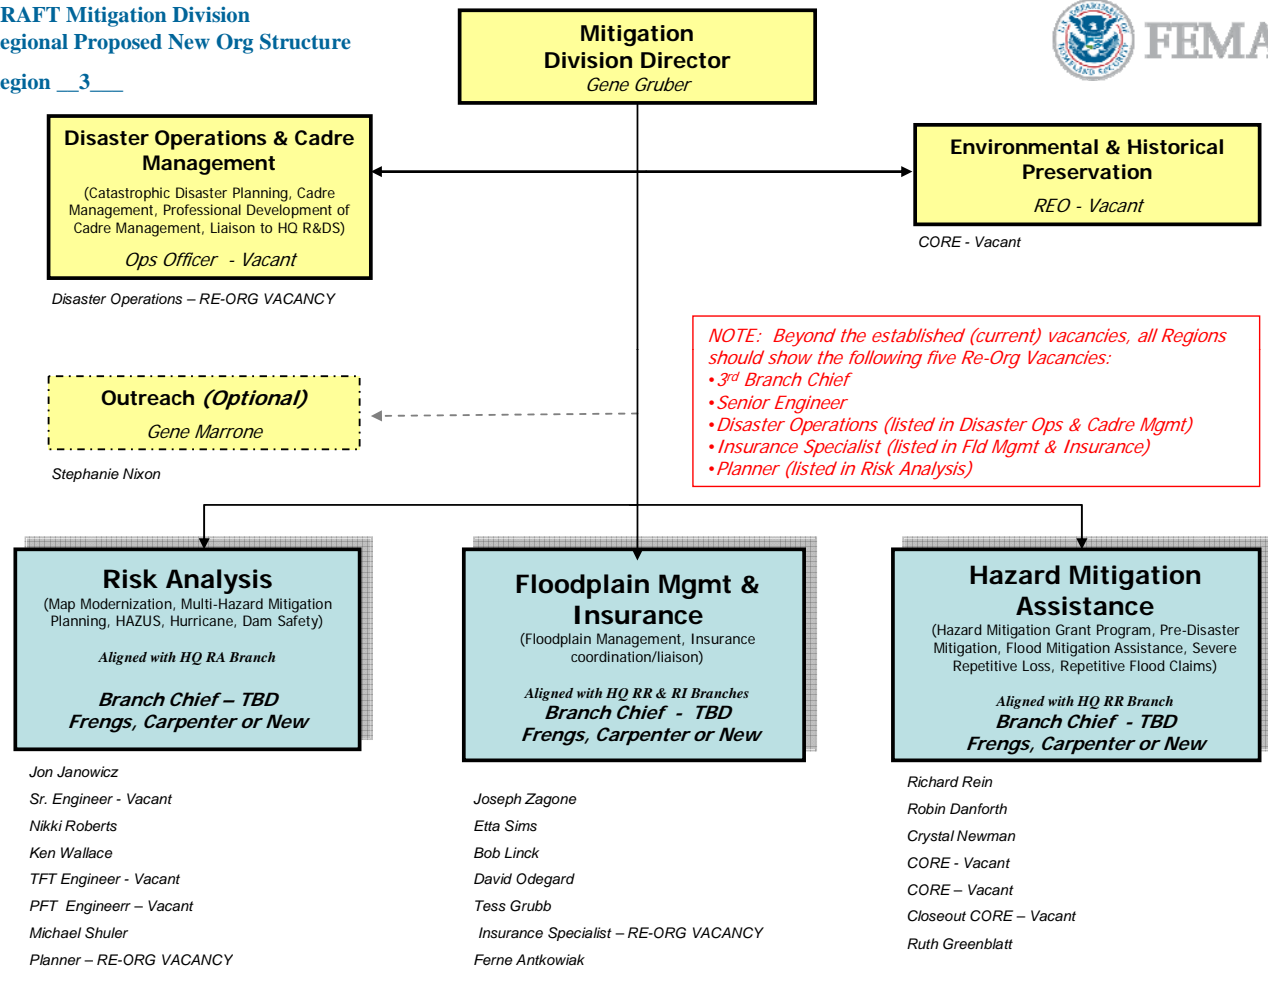 RAFT Mitigation Division
egional Proposed New Org Structure
egion __3___
Mitigation
Division Director
Gene Gruber
FEMA
Disaster Operations & Cadre
Management
(Catastrophic Disaster Planning, Cadre
Management, Professional Development of
Cadre Management, Liaison to HQ R&DS)
Ops Officer - Vacant
Disaster Operations – RE-ORG VACANCY
Environmental & Historical
Preservation
REO - Vacant
CORE - Vacant
NOTE: Beyond the established (current) vacancies, all Regions
should show the following five Re-Org Vacancies:
•3rd Branch Chief
•Senior Engineer
•Disaster Operations (listed in Disaster Ops & Cadre Mgmt)
•Insurance Specialist (listed in Fld Mgmt & Insurance)
•Planner (listed in Risk Analysis)
Outreach (Optional)
Gene Marrone
Stephanie Nixon
Risk Analysis
(Map Modernization, Multi-Hazard Mitigation
Planning, HAZUS, Hurricane, Dam Safety)
Aligned with HQ RA Branch
Branch Chief – TBD
Frengs, Carpenter or New
Jon Janowicz
Sr. Engineer - Vacant
Nikki Roberts
Ken Wallace
TFT Engineer - Vacant
PFT Engineerr – Vacant
Michael Shuler
Planner – RE-ORG VACANCY
Floodplain Mgmt &
Insurance
(Floodplain Management, Insurance
coordination/liaison)
Aligned with HQ RR & RI Branches
Branch Chief - TBD
Frengs, Carpenter or New
Joseph Zagone
Etta Sims
Bob Linck
David Odegard
Tess Grubb
Insurance Specialist – RE-ORG VACANCY
Ferne Antkowiak
Hazard Mitigation
Assistance
(Hazard Mitigation Grant Program, Pre-Disaster
Mitigation, Flood Mitigation Assistance, Severe
Repetitive Loss, Repetitive Flood Claims)
Aligned with HQ RR Branch
Branch Chief - TBD
Frengs, Carpenter or New
Richard Rein
Robin Danforth
Crystal Newman
CORE - Vacant
CORE – Vacant
Closeout CORE – Vacant
Ruth Greenblatt